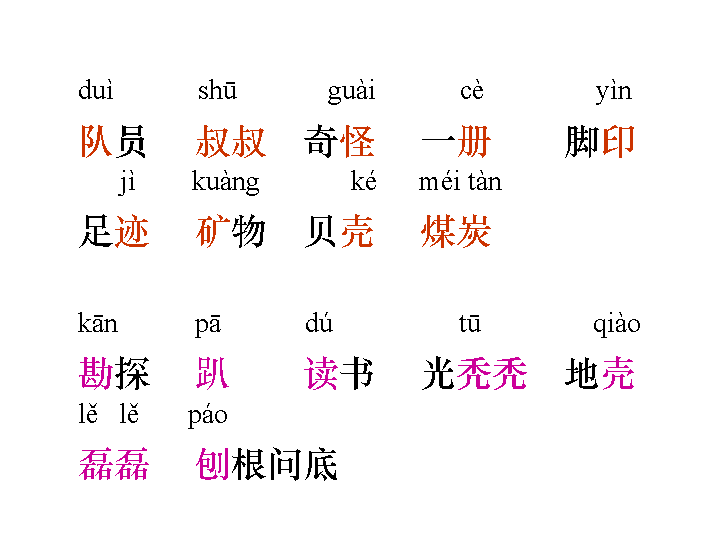 duì shū guài cè yìn
队员 叔叔 奇怪 一册 脚印
jì kuàng ké méi tàn
足迹 矿物 贝壳 煤炭
kān pā dú tū qiào
勘探 趴 读书 光秃秃 地壳
lě lě páo
磊磊 刨根问底